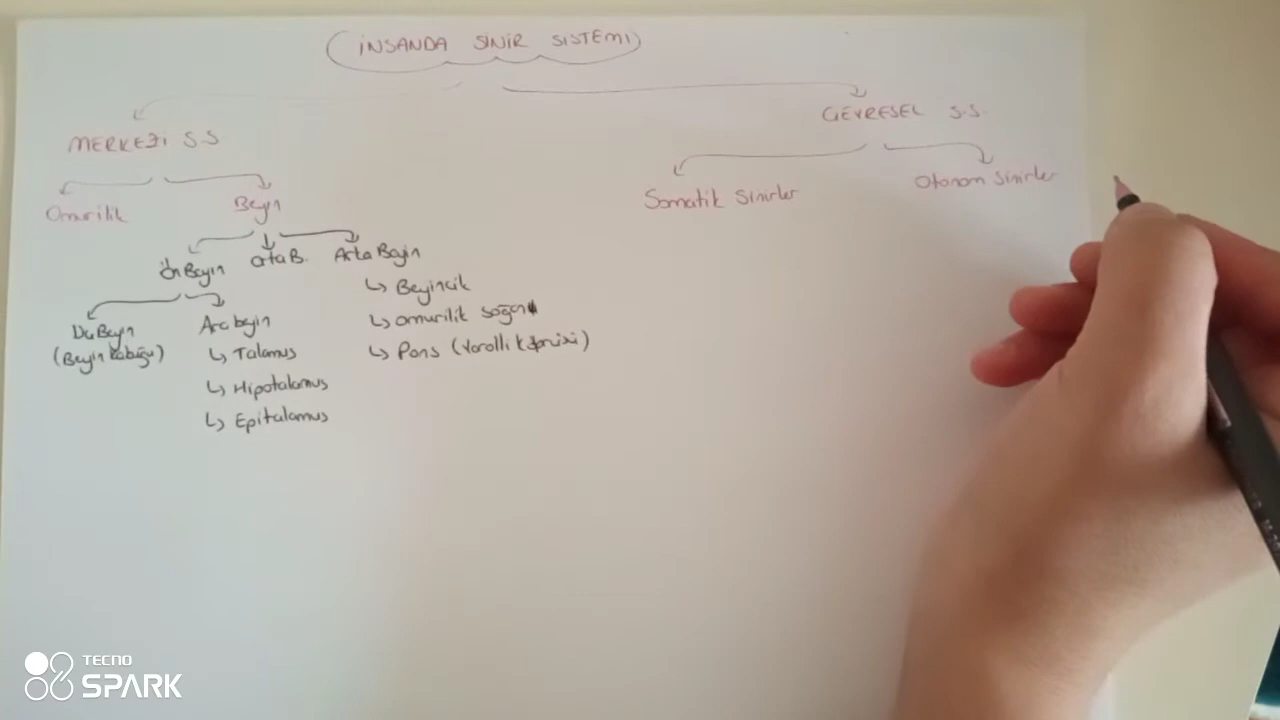 İNSANDA SİNİR SİSTEMİ
MERKEZİ S.S.
ÇEVRESEL S.S.
Omurilik
Beyin
Somatik Sinirler
Otonom Sinirler
Ön Beyin
Orta B.
Arka Beyin
Beyincik
Omurilik soğanı
Pons (Varolli köprüsü)
Uç Beyin
(Beyin kabuğu)
Ara beyin
Talamus
Hipotalamus
Epitalamus
TECNO
SPARK